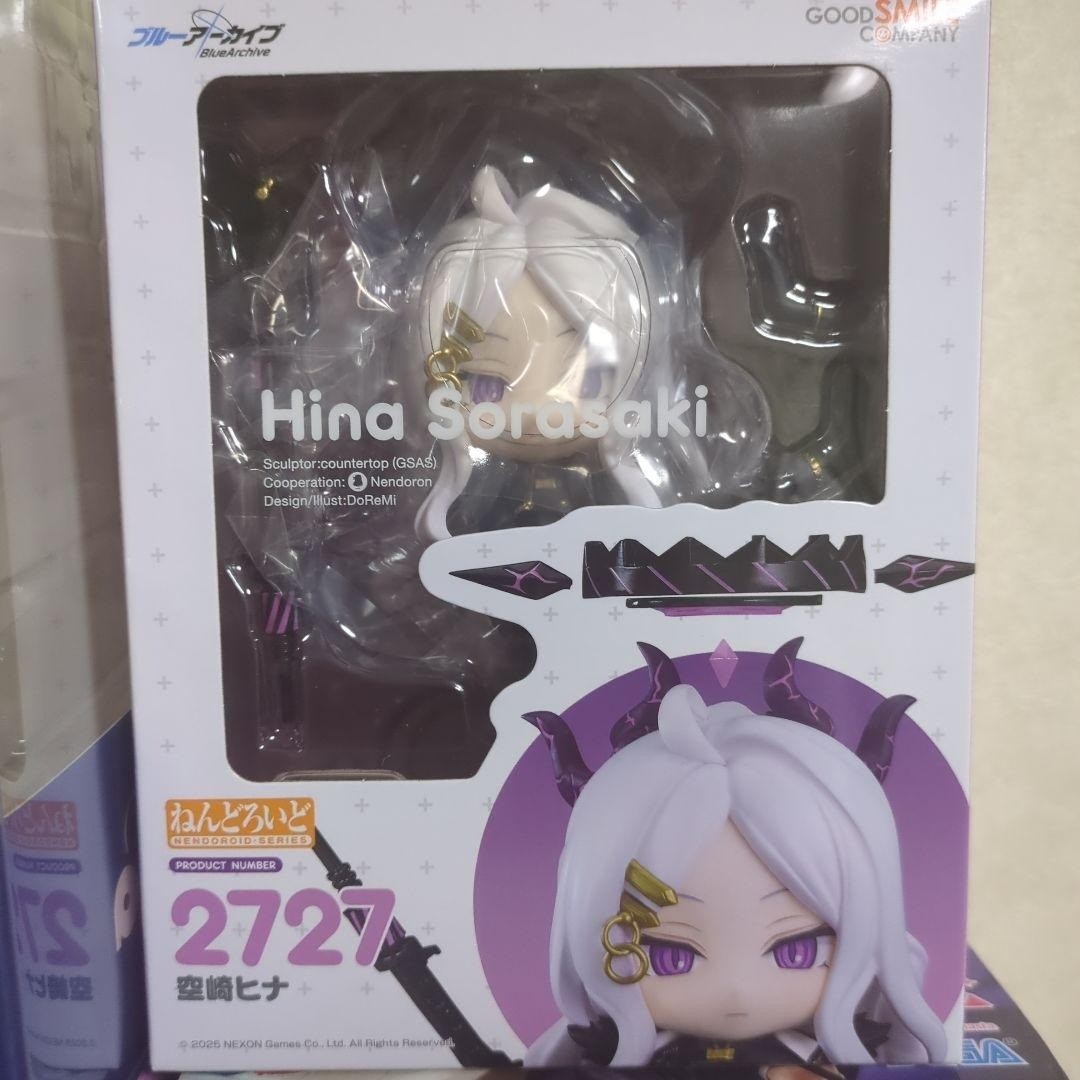 ブルーアーカイブ
BlueArchive
GOOD SMILE
COMPANY
Hina Sorasaki
Sculptor:countertop (GSAS)
Cooperation: Nendoron
Design/Illust:DoReMi
ねんどろいど
NENDOROID·SERIES
PRODUCT NUMBER
2727
空崎ヒナ
© 2025 NEXON Games Co., Ltd. All Rights Reserved.